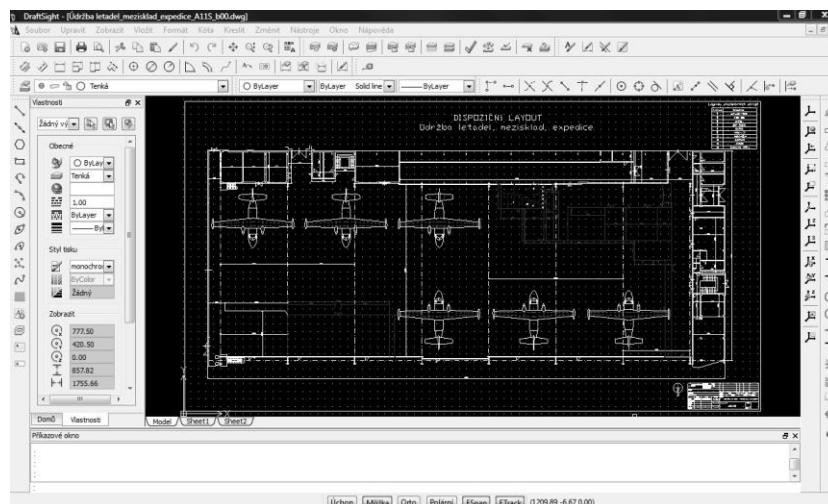 DraftSight - [Údržba letadel_mezisklad_expedice_A11S_b00.dwg]
Soubor Upravit Zobrazit Vložit Formát Kóta Kreslit Změnit Nástroje Okno Nápověda
Tenká ByLayer ByLayer Solid line ByLayer
Vlastnosti
Žádný vý
Obecné
ByLay
Tenká
1.00
ByLayer
ByL
Styl tisku
monochro
ByColor
Žádný
Zobrazit
777.50
420.50
0.00
857.82
1755.66
Domů Vlastnosti
DISPOZIČNÍ LAYOUT
Údržba letadel, mezisklad, expedice
Model Sheet1 Sheet2
Příkazové okno
:
:
:
:
Úchop Mřížka Orto Polární ESnap ETrack (1209.89,-6.67,0.00)